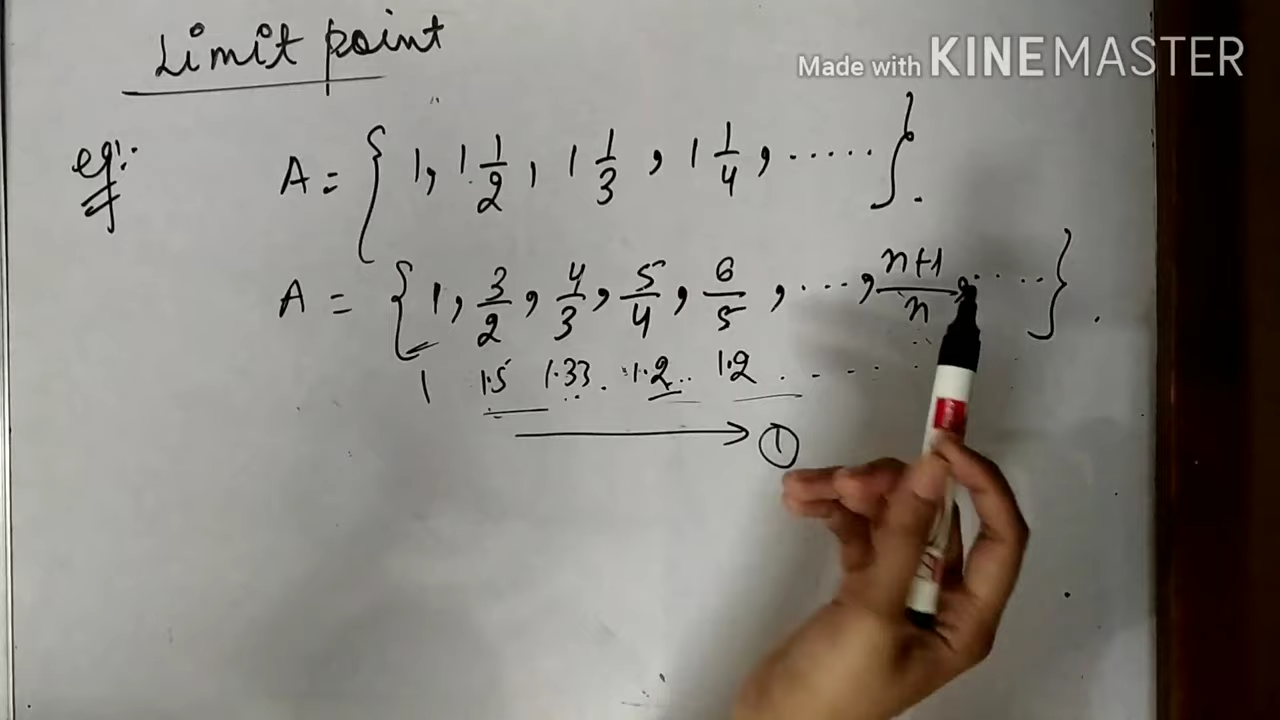 Made with KINEMASTER
Limit point
eg:- A = { 1, 1 1/2, 1 1/3, 1 1/4, ..... }.
A = { 1, 3/2, 4/3, 5/4, 6/5, ..., n+1/n, ..... }.
1 1.5 1.33.. 1.2.. 1.2 .....
→ ①